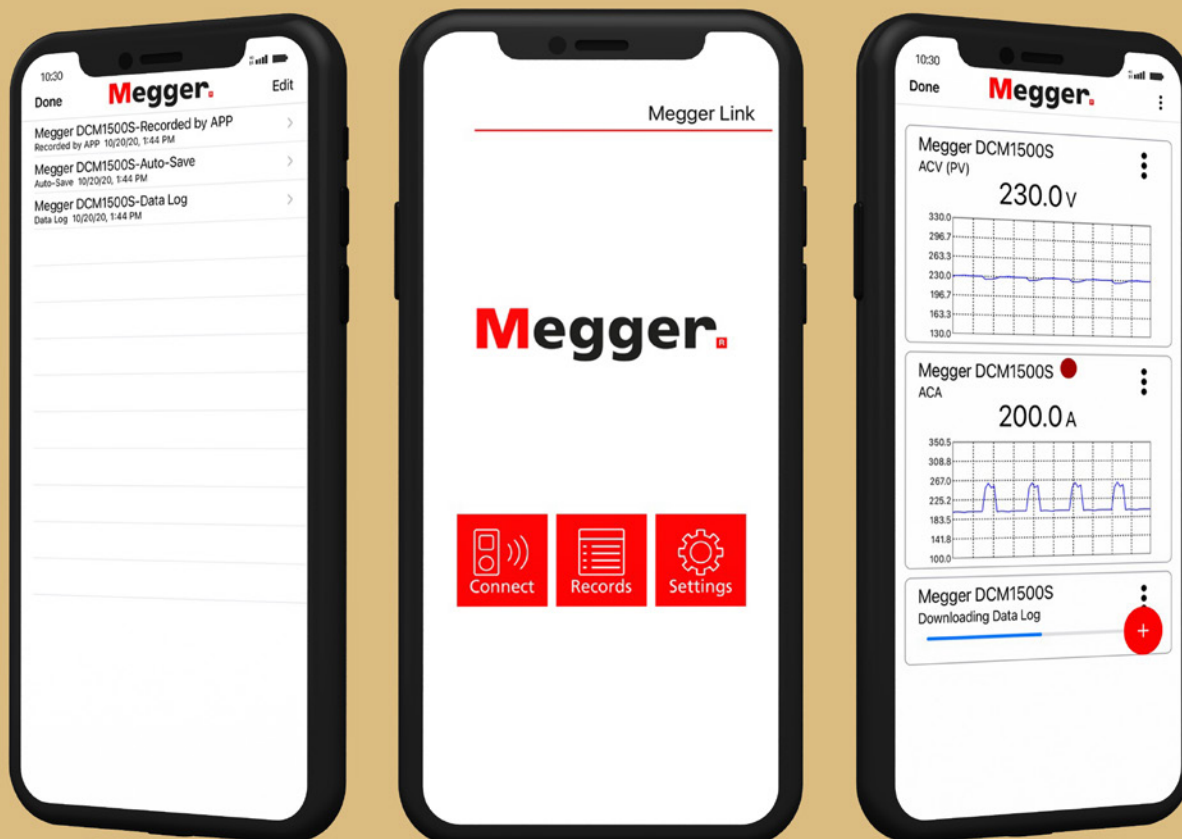 10:30
Done
Megger.
Edit
Megger DCM1500S-Recorded by APP
Recorded by APP 10/20/20, 1:44 PM
Megger DCM1500S-Auto-Save
Auto-Save 10/20/20, 1:44 PM
Megger DCM1500S-Data Log
Data Log 10/20/20, 1:44 PM
Megger Link
Megger.
R
Connect
Records
Settings
10:30
Done
Megger.
Megger DCM1500S
ACV (PV)
230.0 V
330.0
296.7
263.3
230.0
196.7
163.3
130.0
Megger DCM1500S
ACA
200.0 A
350.5
308.8
267.0
225.2
183.5
141.8
100.0
Megger DCM1500S
Downloading Data Log
+